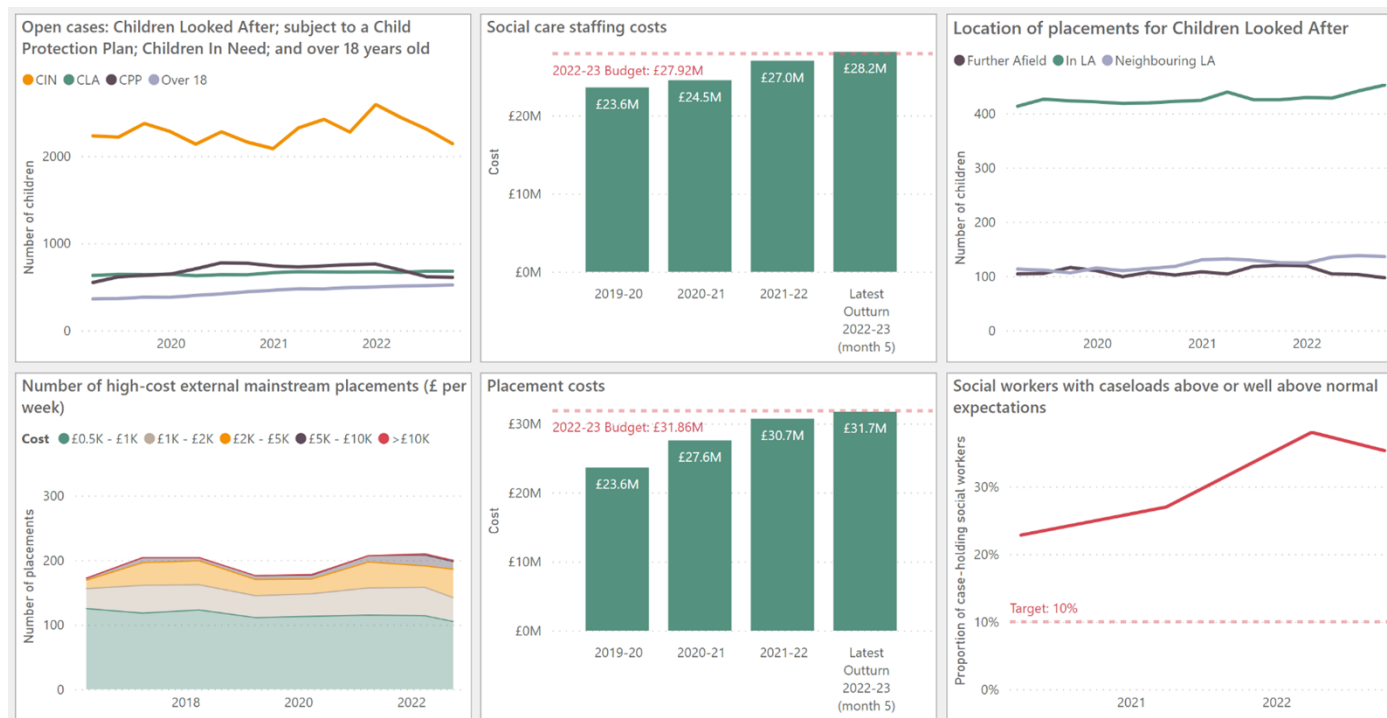 Open cases: Children Looked After; subject to a Child
Protection Plan; Children In Need; and over 18 years old
CIN CLA CPP Over 18
Number of children
2000
1000
0
2020 2021 2022
Social care staffing costs
2022-23 Budget: £27.92M
Cost
£20M
£10M
£0M
£23.6M
£24.5M
£27.0M
£28.2M
2019-20 2020-21 2021-22 Latest
Outturn
2022-23
(month 5)
Location of placements for Children Looked After
Further Afield In LA Neighbouring LA
Number of children
400
300
200
100
0
2020 2021 2022
Number of high-cost external mainstream placements (£ per
week)
Cost £0.5K - £1K £1K - £2K £2K - £5K £5K - £10K >£10K
Number of placements
300
200
100
0
2018 2020 2022
Placement costs
2022-23 Budget: £31.86M
Cost
£30M
£20M
£10M
£0M
£23.6M
£27.6M
£30.7M
£31.7M
2019-20 2020-21 2021-22 Latest
Outturn
2022-23
(month 5)
Social workers with caseloads above or well above normal
expectations
Proportion of case-holding social workers
30%
20%
Target: 10%
10%
0%
2021 2022